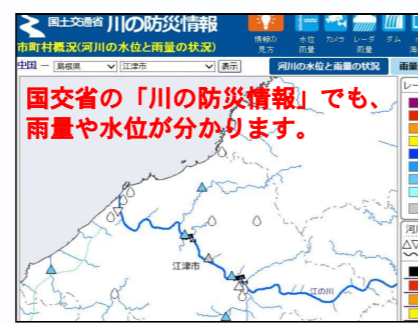 国土交通省 川の防災情報
情報の
見方
水位
雨量
カメラ
レーダ
雨量
ダム
市町村概況(河川の水位と雨量の状況)
中国 － 島根県 江津市 表示
河川の水位と雨量の状況
雨量
国交省の「川の防災情報」でも、
雨量や水位が分かります。
レー
河川
江津市
江の川